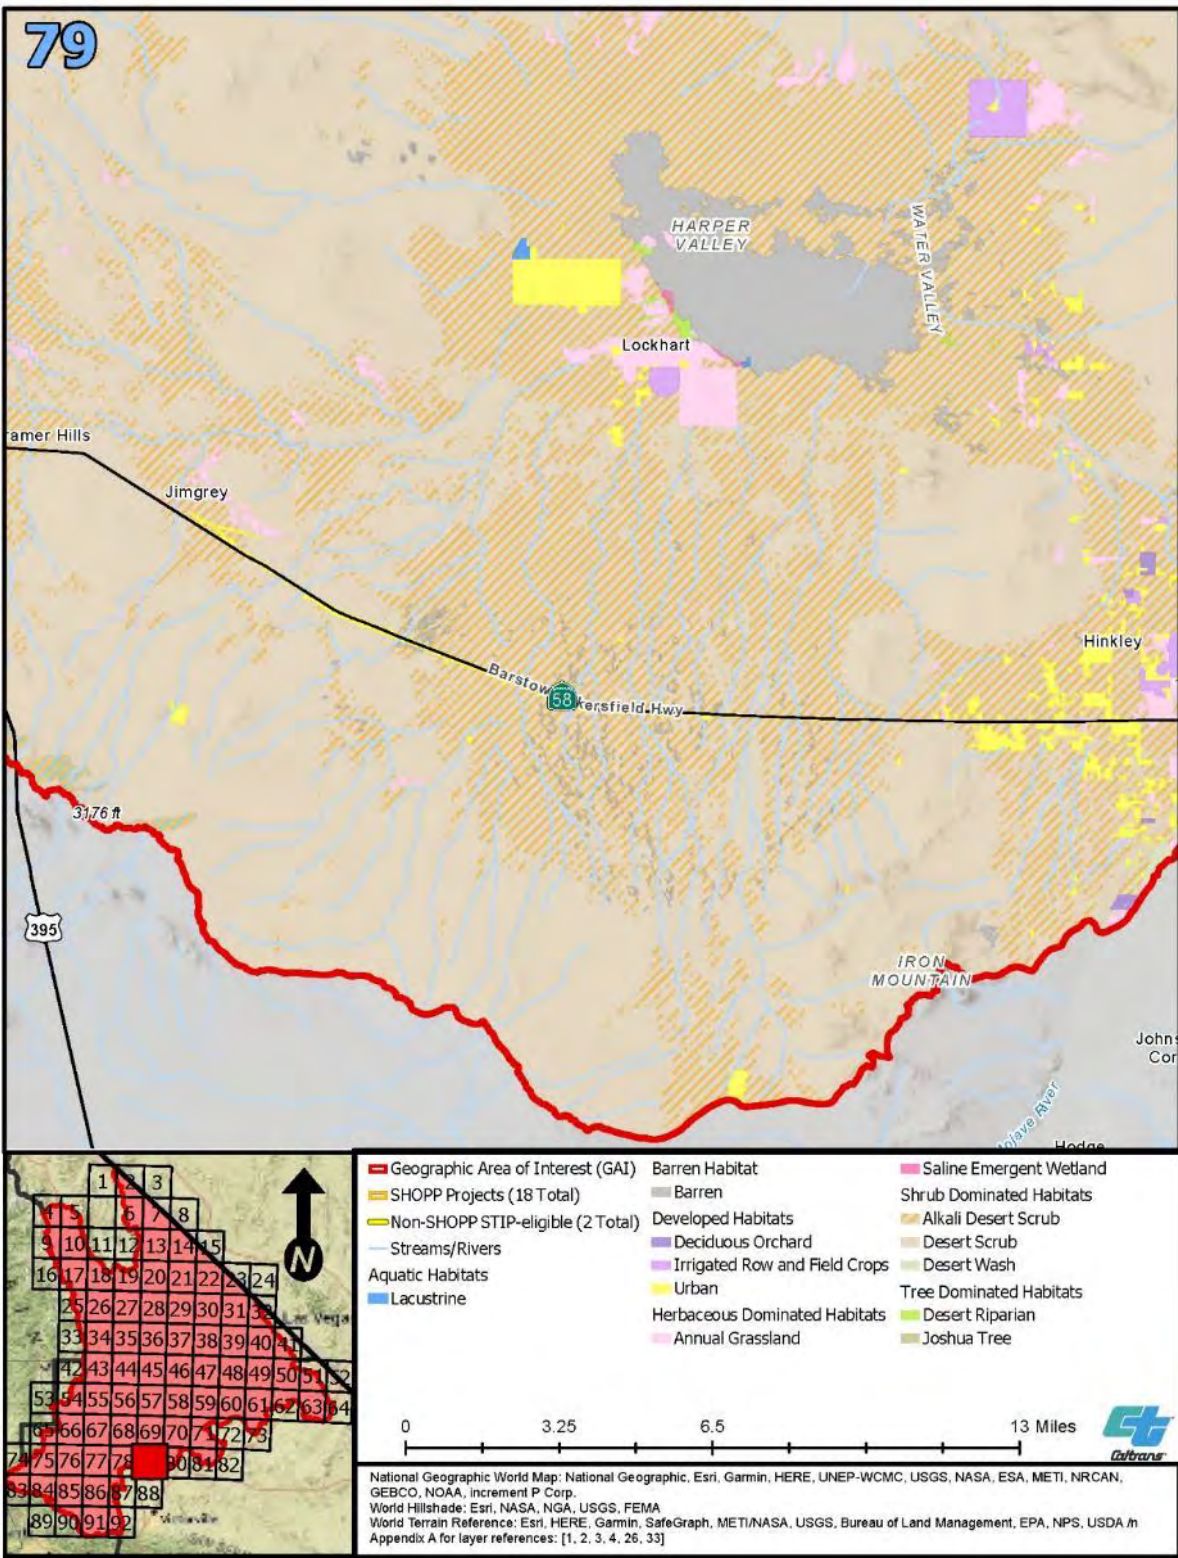 79
HARPER
VALLEY
WATER VALLEY
Lockhart
ramer Hills
Jimgrey
Hinkley
Barstow
58
kersfield Hwy
3176 ft
395
IRON
MOUNTAIN
Johns
Cor
ojave River
Hodge
1 2 3
4 5 6 7 8
9 10 11 12 13 14 15
16 17 18 19 20 21 22 23 24
25 26 27 28 29 30 31 32
Las Vega
33 34 35 36 37 38 39 40 41
42 43 44 45 46 47 48 49 50 51 52
53 54 55 56 57 58 59 60 61 62 63 64
65 66 67 68 69 70 71 72 73
74 75 76 77 78 80 81 82
83 84 85 86 87 88
89 90 91 92
Victorville
N
Geographic Area of Interest (GAI)
SHOPP Projects (18 Total)
Non-SHOPP STIP-eligible (2 Total)
Streams/Rivers
Aquatic Habitats
Lacustrine
Barren Habitat
Barren
Developed Habitats
Deciduous Orchard
Irrigated Row and Field Crops
Urban
Herbaceous Dominated Habitats
Annual Grassland
Saline Emergent Wetland
Shrub Dominated Habitats
Alkali Desert Scrub
Desert Scrub
Desert Wash
Tree Dominated Habitats
Desert Riparian
Joshua Tree
0 3.25 6.5 13 Miles
ct
Caltrans
National Geographic World Map: National Geographic, Esri, Garmin, HERE, UNEP-WCMC, USGS, NASA, ESA, METI, NRCAN,
GEBCO, NOAA, increment P Corp.
World Hillshade: Esri, NASA, NGA, USGS, FEMA
World Terrain Reference: Esri, HERE, Garmin, SafeGraph, METI/NASA, USGS, Bureau of Land Management, EPA, NPS, USDA /n
Appendix A for layer references: [1, 2, 3, 4, 26, 33]